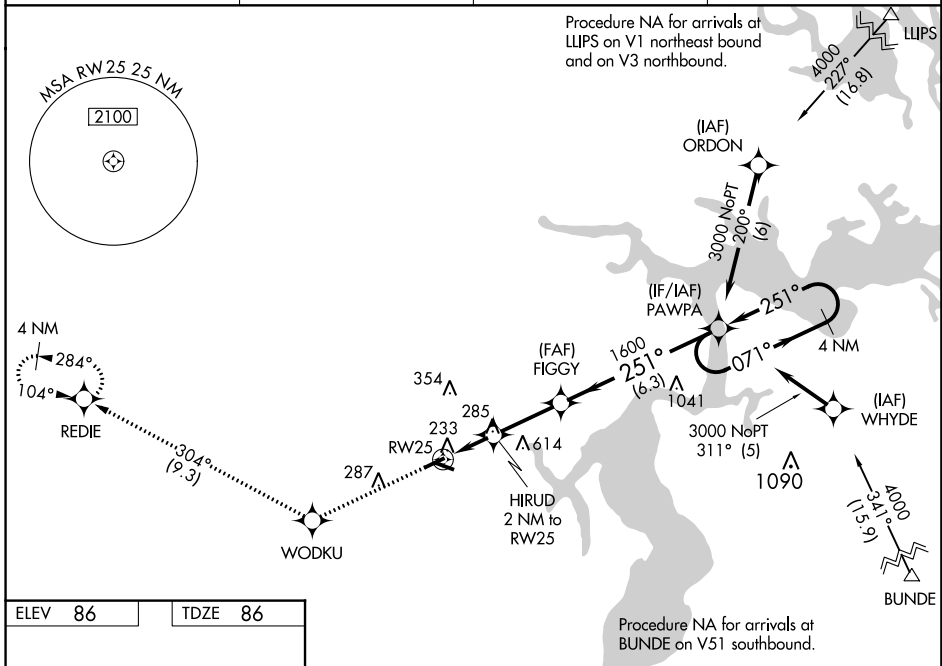 Procedure NA for arrivals at
LLIPS on V1 northeast bound
and on V3 northbound.
LLIPS
4000
227°
(16.8)
MSA RW25 25 NM
2100
(IAF)
ORDON
3000 NoPT
200°
(6)
(IF/IAF)
PAWPA
251°
071°
4 NM
4 NM
284°
104°
REDIE
(FAF)
FIGGY
1600
251°
(6.3)
1041
354
285
233
RW25
614
287
(IAF)
WHYDE
3000 NoPT
311° (5)
1090
304°
(9.3)
HIRUD
2 NM to
RW25
WODKU
4000
341°
(15.9)
BUNDE
ELEV 86
TDZE 86
Procedure NA for arrivals at
BUNDE on V51 southbound.